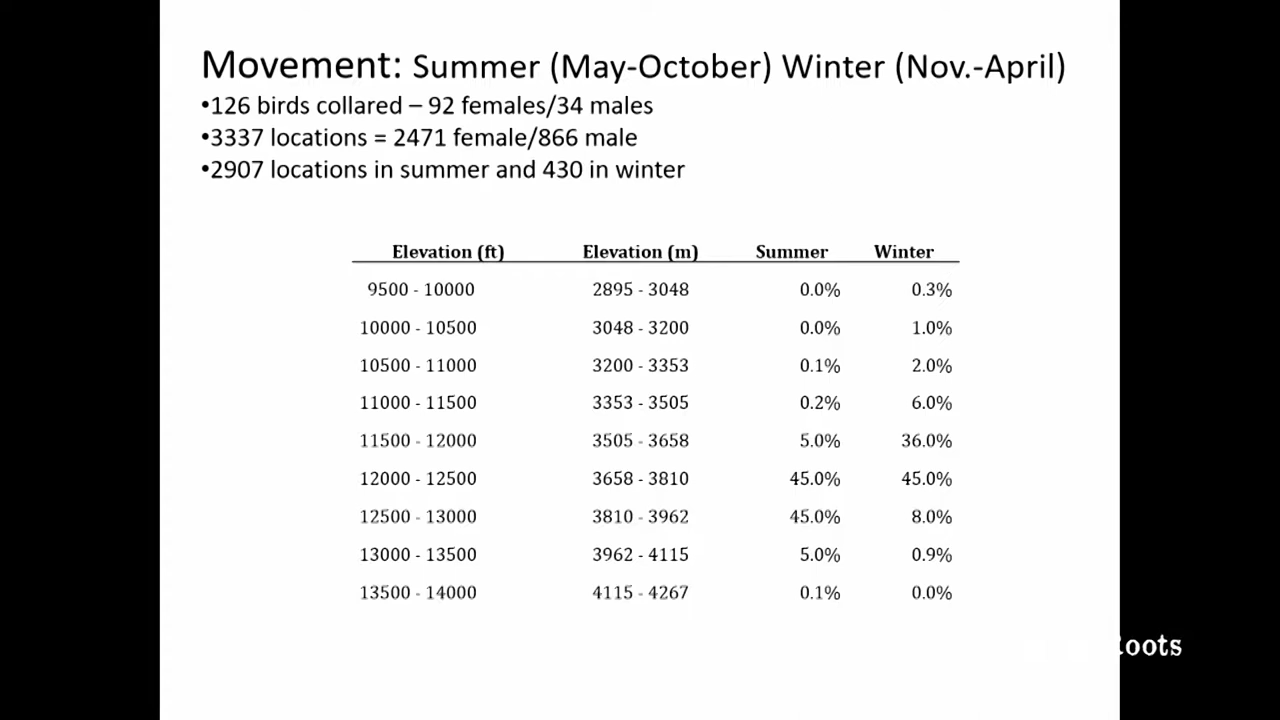 Movement: Summer (May-October) Winter (Nov.-April)
•126 birds collared – 92 females/34 males
•3337 locations = 2471 female/866 male
•2907 locations in summer and 430 in winter
Elevation (ft) Elevation (m) Summer Winter
9500 - 10000 2895 - 3048 0.0% 0.3%
10000 - 10500 3048 - 3200 0.0% 1.0%
10500 - 11000 3200 - 3353 0.1% 2.0%
11000 - 11500 3353 - 3505 0.2% 6.0%
11500 - 12000 3505 - 3658 5.0% 36.0%
12000 - 12500 3658 - 3810 45.0% 45.0%
12500 - 13000 3810 - 3962 45.0% 8.0%
13000 - 13500 3962 - 4115 5.0% 0.9%
13500 - 14000 4115 - 4267 0.1% 0.0%